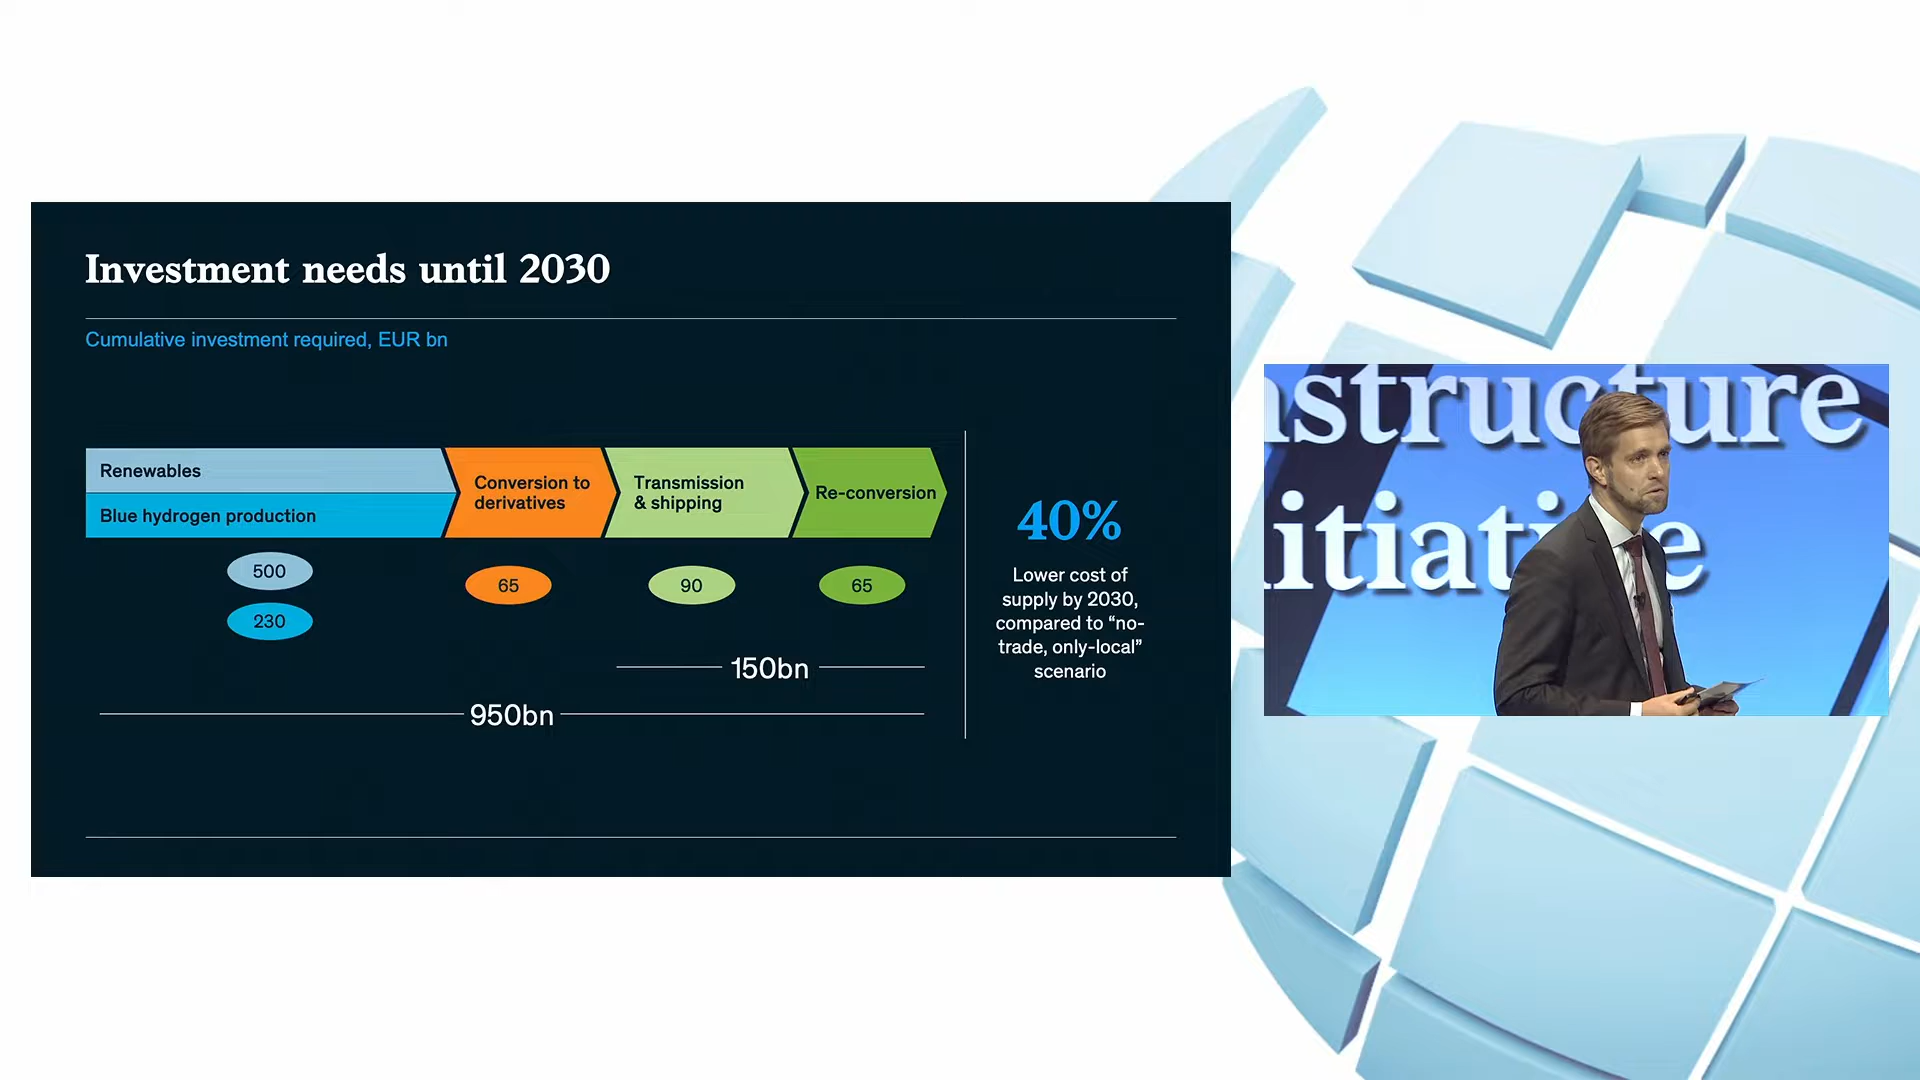 Investment needs until 2030
Cumulative investment required, EUR bn
Renewables
Blue hydrogen production
Conversion to
derivatives
Transmission
& shipping
Re-conversion
500
230
65
90
65
150bn
950bn
40%
Lower cost of
supply by 2030,
compared to “no-
trade, only-local”
scenario
astructure
itiative